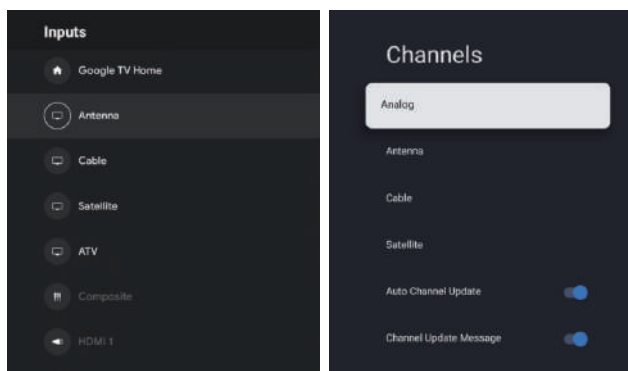 Inputs
Google TV Home
Antenna
Cable
Satellite
ATV
Composite
HDMI 1
Channels
Analog
Antenna
Cable
Satellite
Auto Channel Update
Channel Update Message